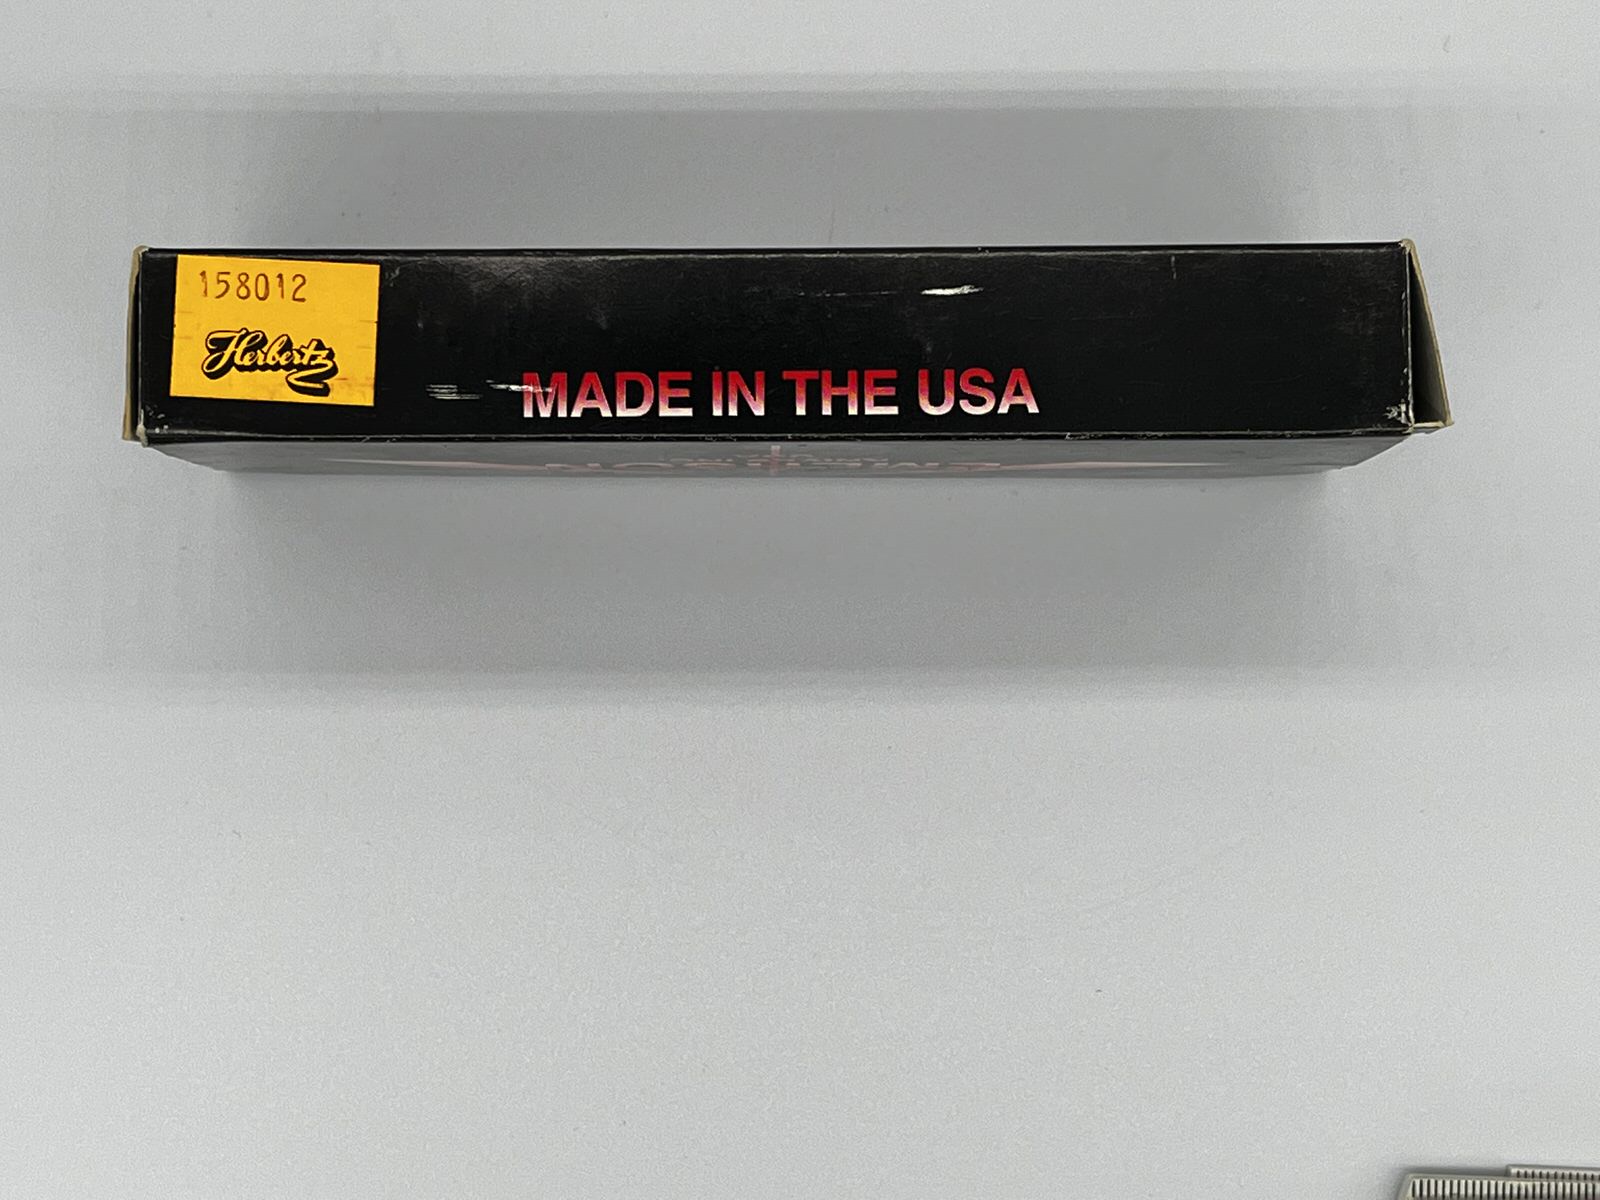 158012
Herbertz
MADE IN THE USA